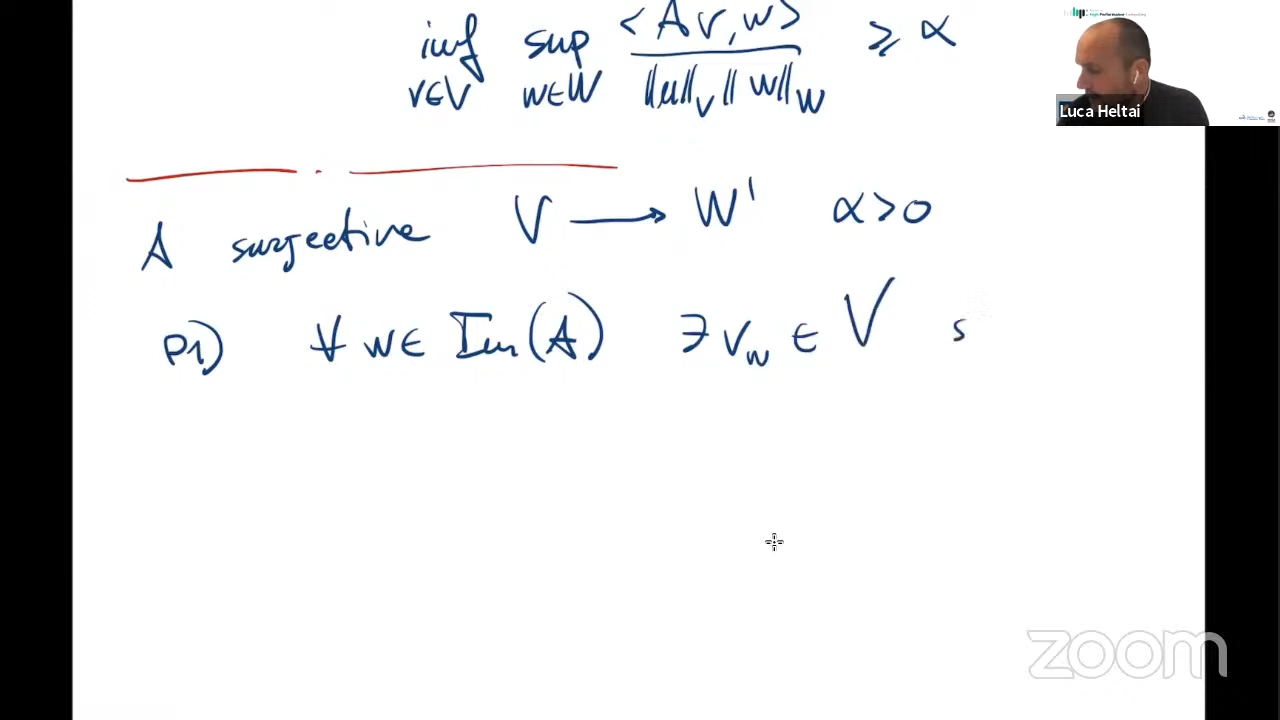 inf sup <Av, w> ≥ α
v∈V w∈W ‖u‖_V ‖w‖_W
Luca Heltai
A surjective V → W' α>0
P1) ∀ w ∈ Im(A) ∃ v_w ∈ V s
zoom